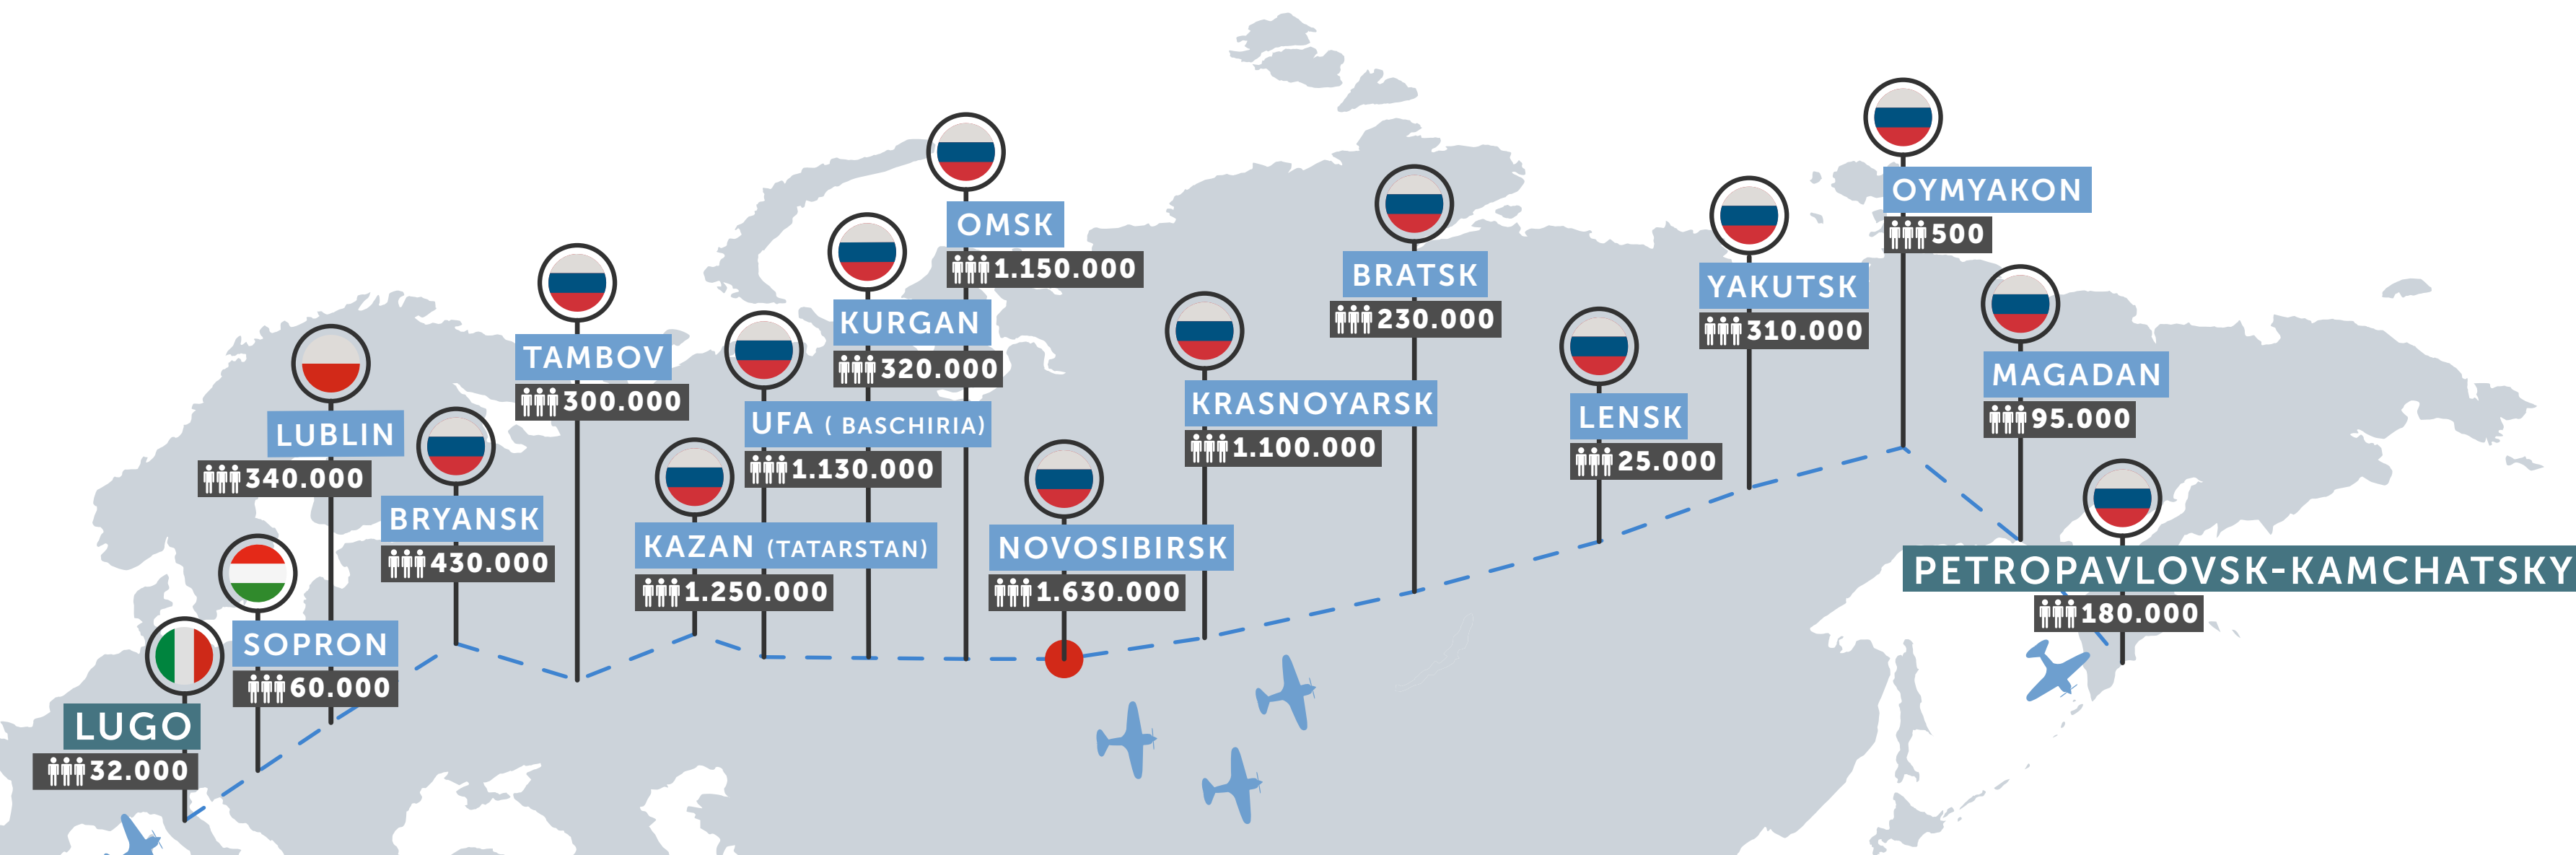 LUGO
32.000
SOPRON
60.000
LUBLIN
340.000
BRYANSK
430.000
TAMBOV
300.000
KAZAN (TATARSTAN)
1.250.000
UFA ( BASCHIRIA)
1.130.000
KURGAN
320.000
OMSK
1.150.000
NOVOSIBIRSK
1.630.000
KRASNOYARSK
1.100.000
BRATSK
230.000
LENSK
25.000
YAKUTSK
310.000
OYMYAKON
500
MAGADAN
95.000
PETROPAVLOVSK-KAMCHATSKY
180.000